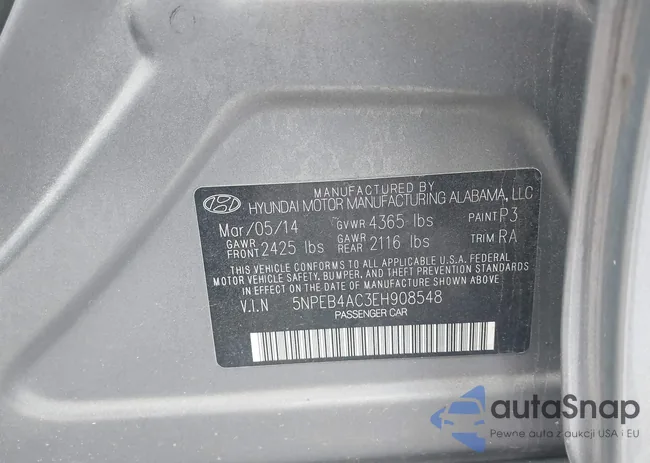 MANUFACTURED BY
HYUNDAI MOTOR MANUFACTURING ALABAMA, LLC
Mar/05/14 GVWR 4365 lbs PAINT P3
GAWR FRONT 2425 lbs GAWR REAR 2116 lbs TRIM RA
THIS VEHICLE CONFORMS TO ALL APPLICABLE U.S.A. FEDERAL
MOTOR VEHICLE SAFETY, BUMPER, AND THEFT PREVENTION STANDARDS
IN EFFECT ON THE DATE OF MANUFACTURE SHOWN ABOVE.
V.I.N 5NPEB4AC3EH908548
PASSENGER CAR
autaSnap
Pewne auta z aukcji USA i EU